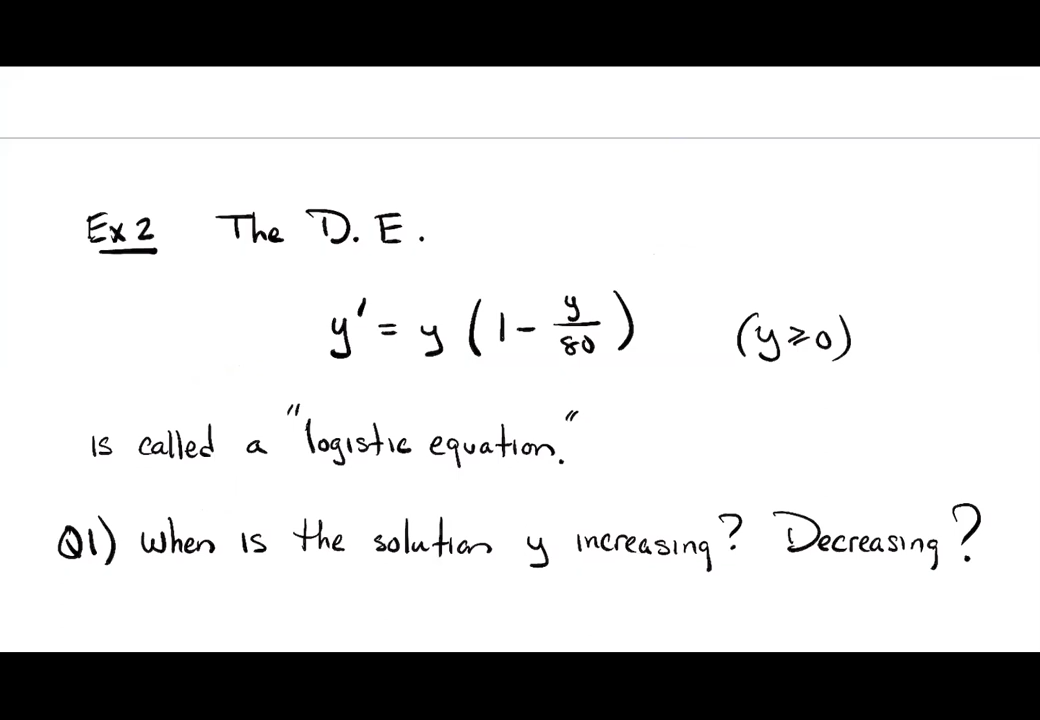 Ex 2 The D.E.
y' = y (1 - y/80) (y ≥ 0)
is called a "logistic equation."
Q1) When is the solution y increasing? Decreasing?